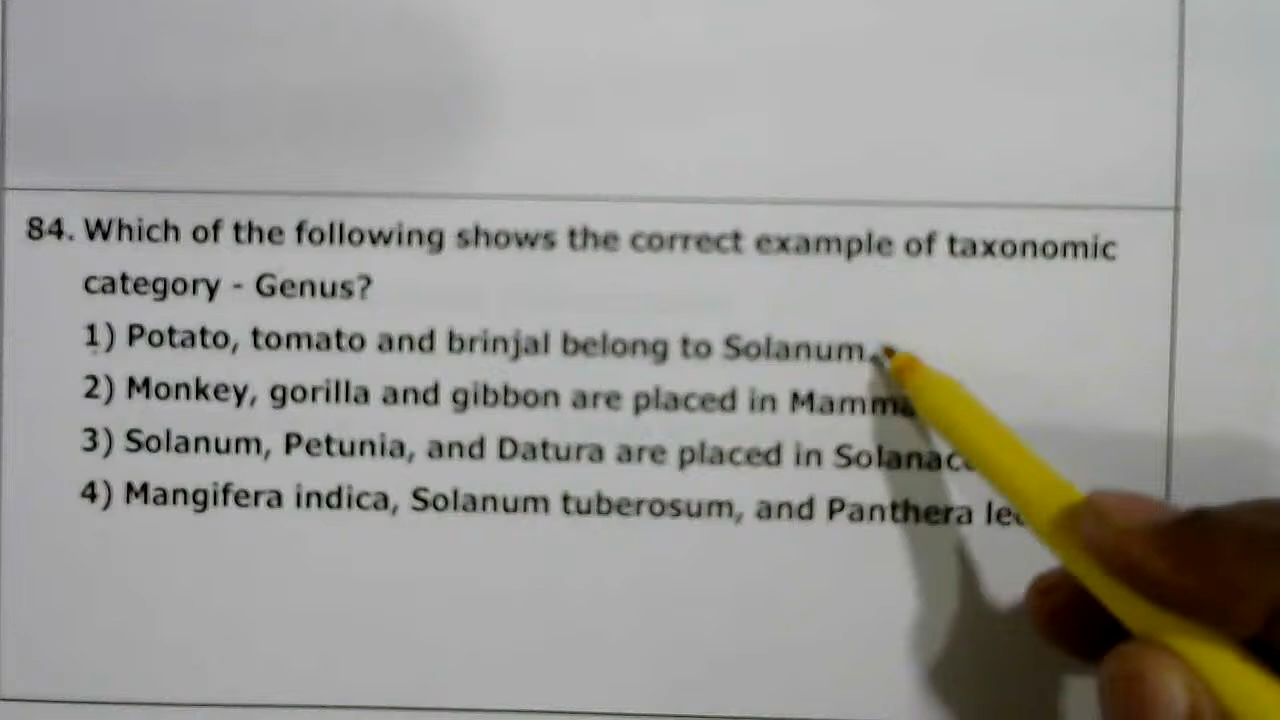 84. Which of the following shows the correct example of taxonomic
category - Genus?
1) Potato, tomato and brinjal belong to Solanum.
2) Monkey, gorilla and gibbon are placed in
3) Solanum, Petunia, and Datura are placed in
4) Mangifera indica, Solanum tuberosum, and Panthera